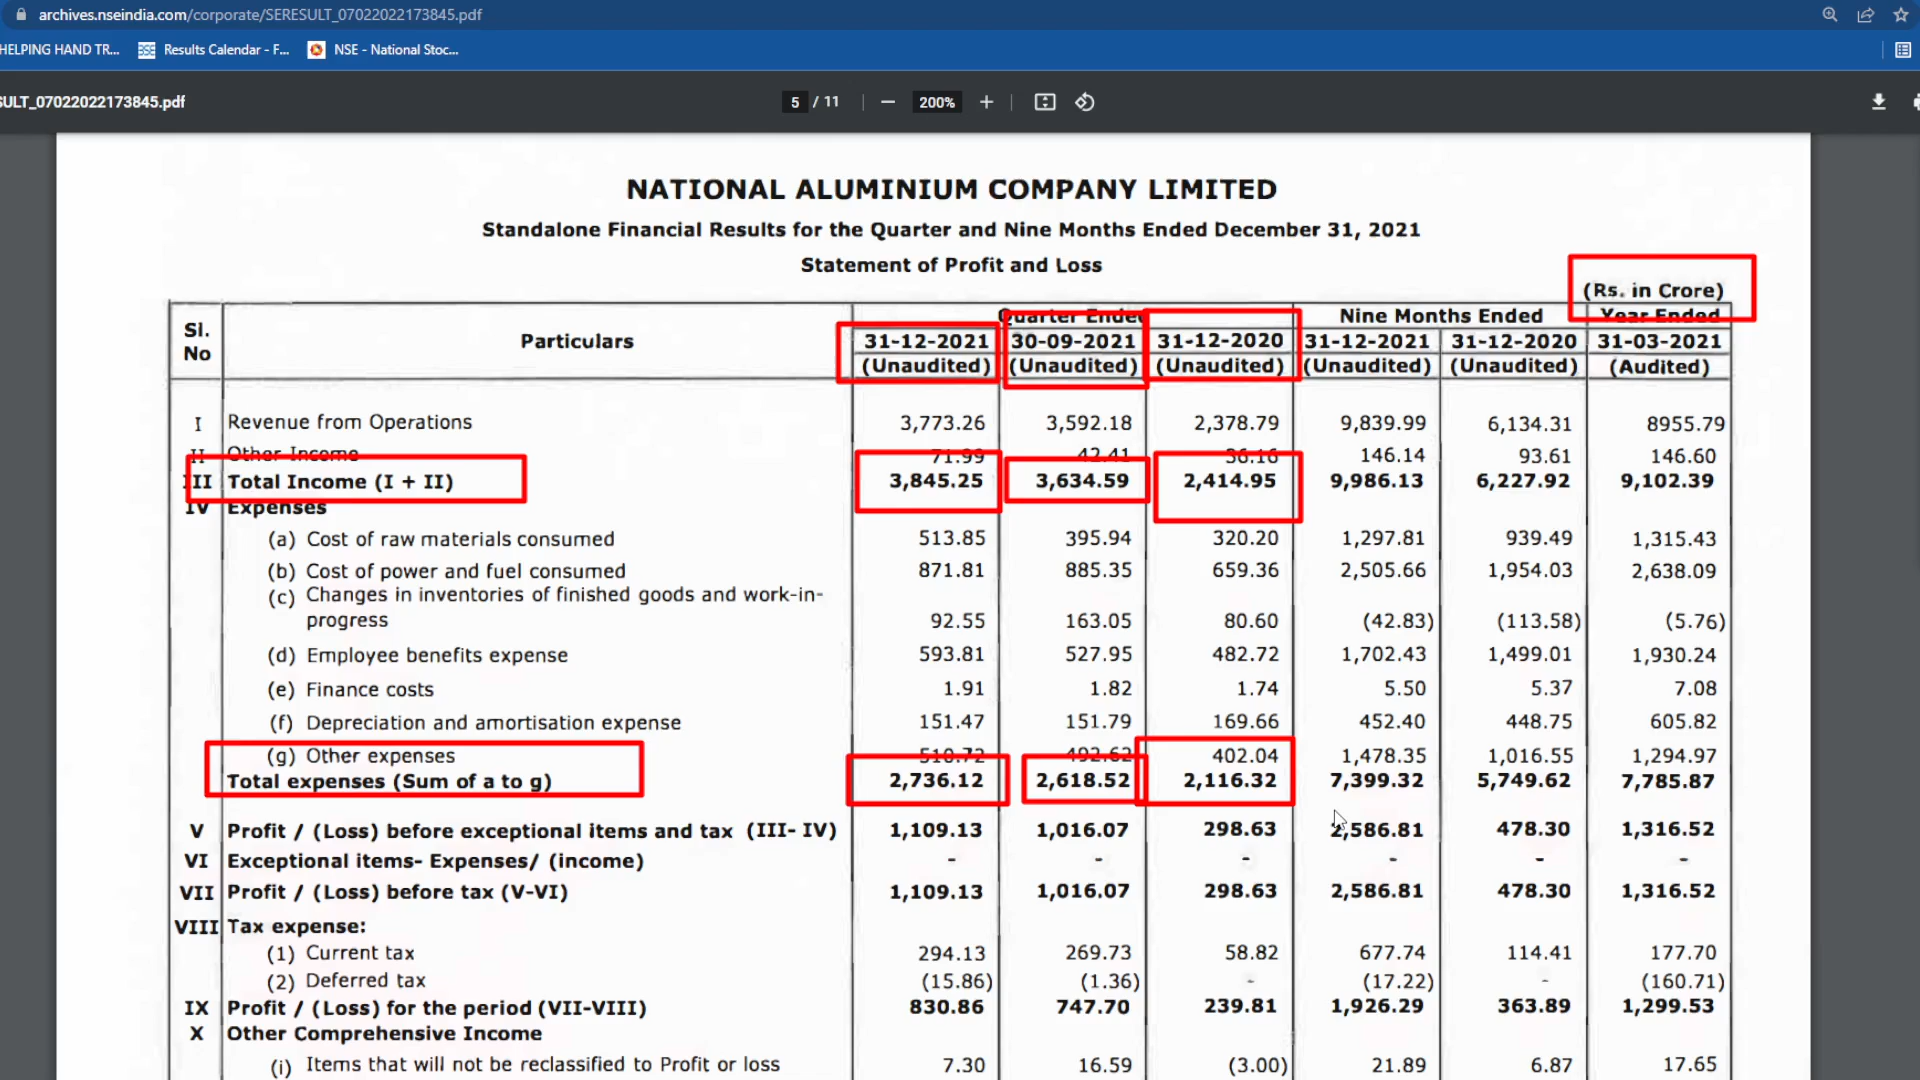 archives.nseindia.com/corporate/SERESULT_07022022173845.pdf
HELPING HAND TR... Results Calendar - F... NSE - National Stoc...
SULT_07022022173845.pdf 5 / 11 200%
NATIONAL ALUMINIUM COMPANY LIMITED
Standalone Financial Results for the Quarter and Nine Months Ended December 31, 2021
Statement of Profit and Loss
(Rs. in Crore)
Sl. No Particulars Quarter Ended Nine Months Ended Year Ended
31-12-2021 30-09-2021 31-12-2020 31-12-2021 31-12-2020 31-03-2021
(Unaudited) (Unaudited) (Unaudited) (Unaudited) (Unaudited) (Audited)
I Revenue from Operations 3,773.26 3,592.18 2,378.79 9,839.99 6,134.31 8955.79
II Other Income 71.99 42.41 36.16 146.14 93.61 146.60
III Total Income (I + II) 3,845.25 3,634.59 2,414.95 9,986.13 6,227.92 9,102.39
IV Expenses
(a) Cost of raw materials consumed 513.85 395.94 320.20 1,297.81 939.49 1,315.43
(b) Cost of power and fuel consumed 871.81 885.35 659.36 2,505.66 1,954.03 2,638.09
(c) Changes in inventories of finished goods and work-in-
progress 92.55 163.05 80.60 (42.83) (113.58) (5.76)
(d) Employee benefits expense 593.81 527.95 482.72 1,702.43 1,499.01 1,930.24
(e) Finance costs 1.91 1.82 1.74 5.50 5.37 7.08
(f) Depreciation and amortisation expense 151.47 151.79 169.66 452.40 448.75 605.82
(g) Other expenses 510.72 492.62 402.04 1,478.35 1,016.55 1,294.97
Total expenses (Sum of a to g) 2,736.12 2,618.52 2,116.32 7,399.32 5,749.62 7,785.87
V Profit / (Loss) before exceptional items and tax (III- IV) 1,109.13 1,016.07 298.63 2,586.81 478.30 1,316.52
VI Exceptional items- Expenses/ (income) - - - - - -
VII Profit / (Loss) before tax (V-VI) 1,109.13 1,016.07 298.63 2,586.81 478.30 1,316.52
VIII Tax expense:
(1) Current tax 294.13 269.73 58.82 677.74 114.41 177.70
(2) Deferred tax (15.86) (1.36) - (17.22) - (160.71)
IX Profit / (Loss) for the period (VII-VIII) 830.86 747.70 239.81 1,926.29 363.89 1,299.53
X Other Comprehensive Income
(i) Items that will not be reclassified to Profit or loss 7.30 16.59 (3.00) 21.89 6.87 17.65